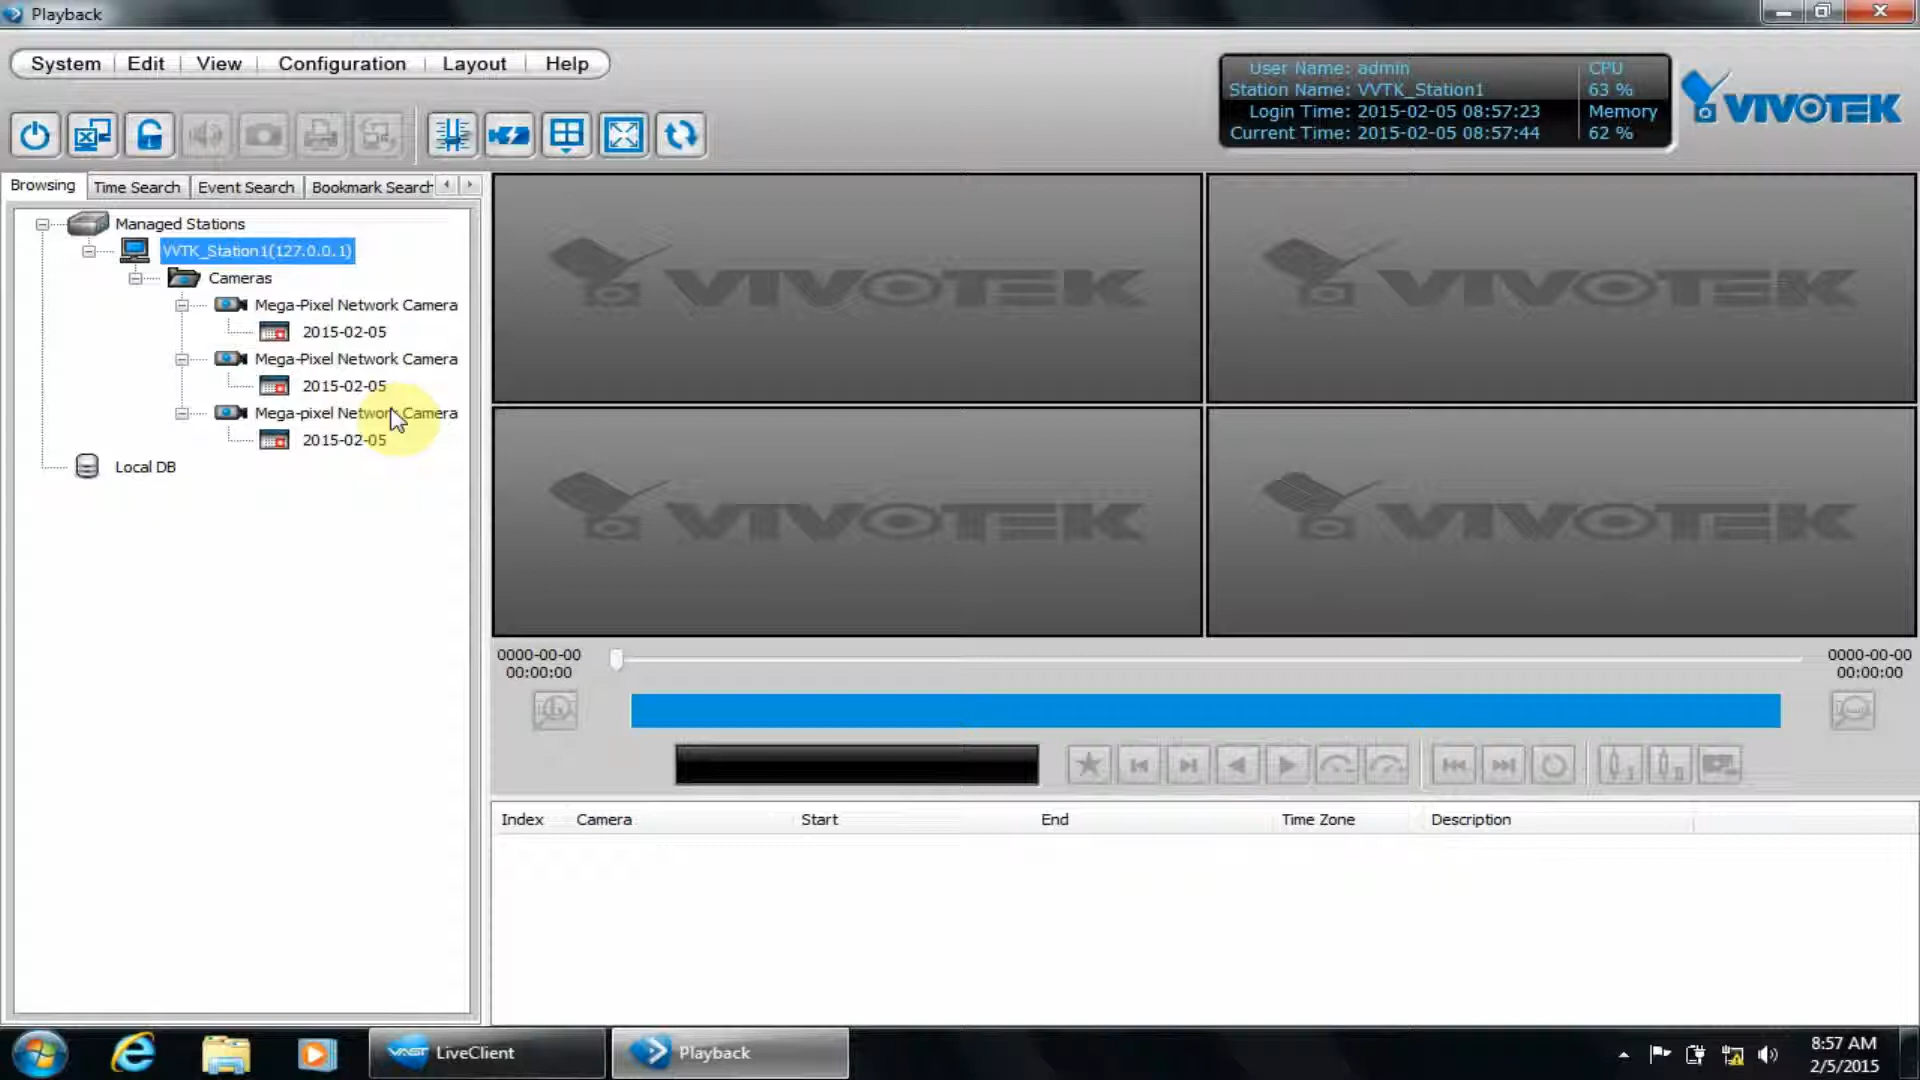 Playback
System Edit View Configuration Layout Help
User Name: admin
Station Name: VVTK_Station1
Login Time: 2015-02-05 08:57:23
Current Time: 2015-02-05 08:57:44
CPU
63 %
Memory
62 %
VIVOTEK
Browsing Time Search Event Search Bookmark Search
Managed Stations
VVTK_Station1(127.0.0.1)
Cameras
Mega-Pixel Network Camera
2015-02-05
Mega-Pixel Network Camera
2015-02-05
Mega-pixel Network Camera
2015-02-05
Local DB
VIVOTEK
VIVOTEK
VIVOTEK
VIVOTEK
0000-00-00
00:00:00
0000-00-00
00:00:00
Index Camera Start End Time Zone Description
VAST LiveClient
Playback
8:57 AM
2/5/2015